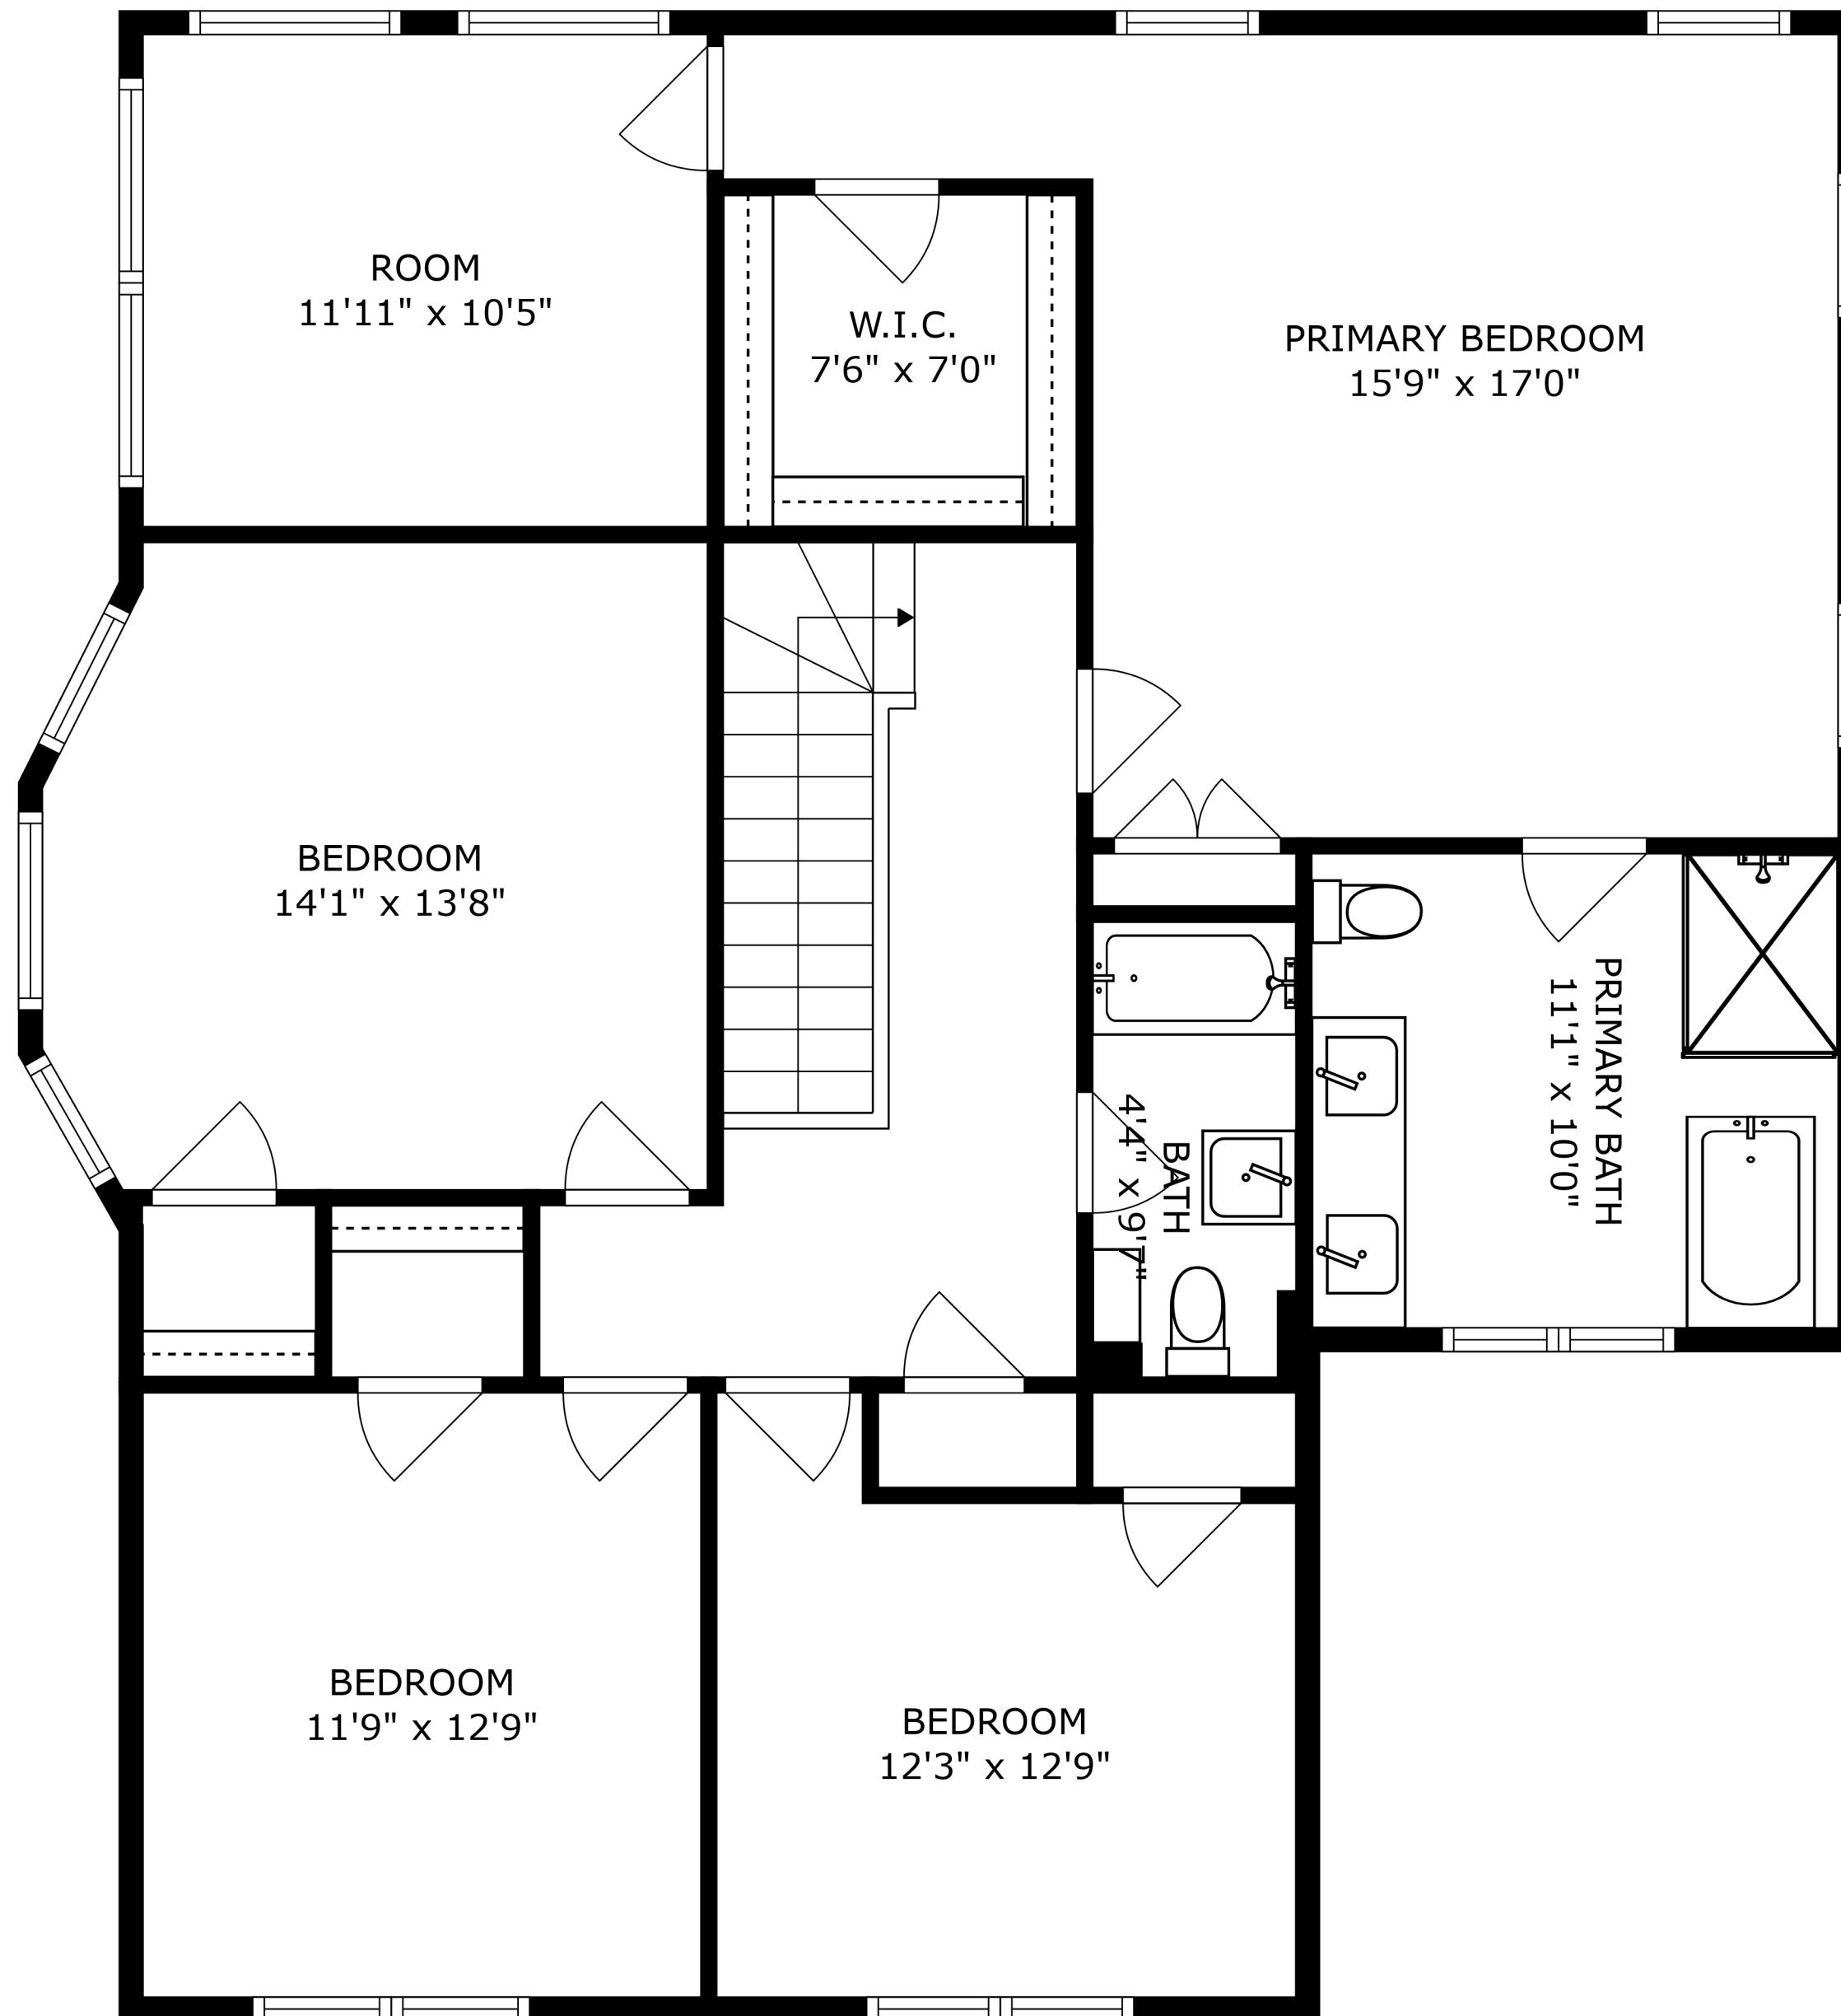 ROOM
11'11" x 10'5"
W.I.C.
7'6" x 7'0"
PRIMARY BEDROOM
15'9" x 17'0"
BEDROOM
14'1" x 13'8"
PRIMARY BATH
11'1" x 10'0"
BATH
4'4" x 9'7"
BEDROOM
11'9" x 12'9"
BEDROOM
12'3" x 12'9"